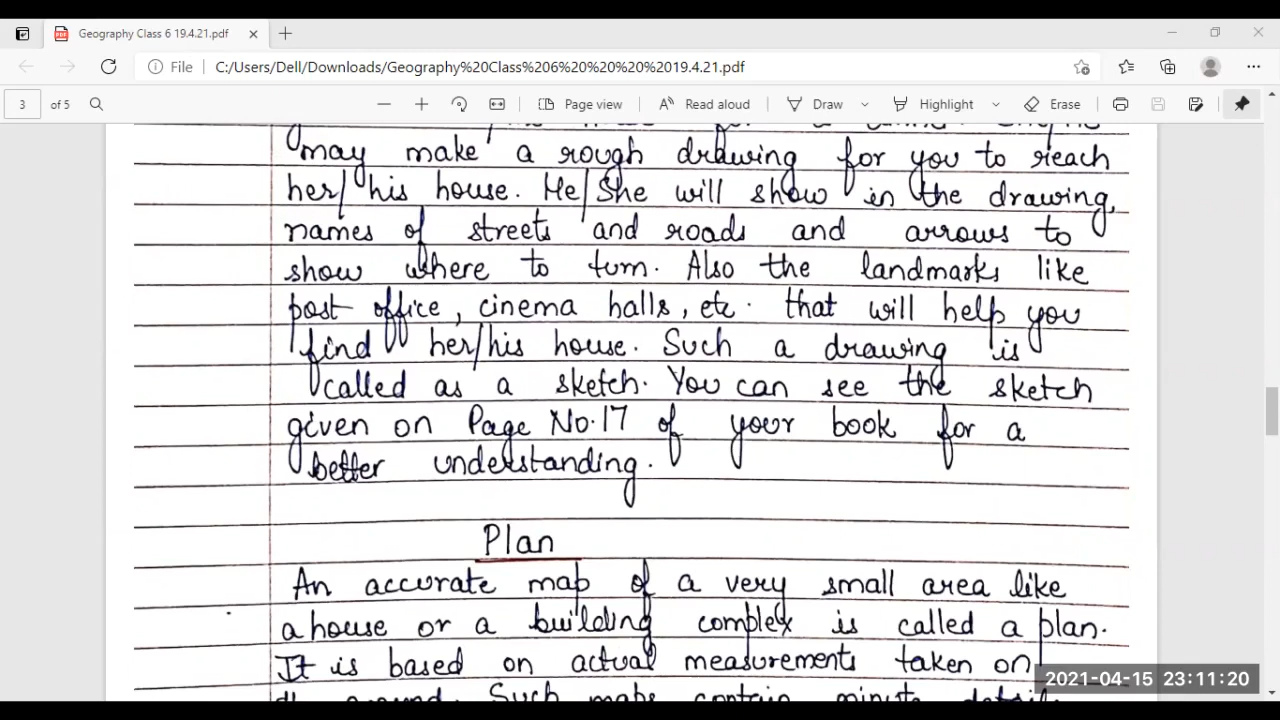 Geography Class 6 19.4.21.pdf
File C:/Users/Dell/Downloads/Geography%20Class%206%20%20%20%2019.4.21.pdf
3 of 5 Page view Read aloud Draw Highlight Erase
may make a rough drawing for you to reach
her/his house. He/She will show in the drawing,
names of streets and roads and arrows to
show where to turn. Also the landmarks like
post office, cinema halls, etc. that will help you
find her/his house. Such a drawing is
called as a sketch. You can see the sketch
given on Page No.17 of your book for a
better understanding.
Plan
An accurate map of a very small area like
a house or a building complex is called a plan.
It is based on actual measurements taken on
Such maps contain minute
2021-04-15 23:11:20